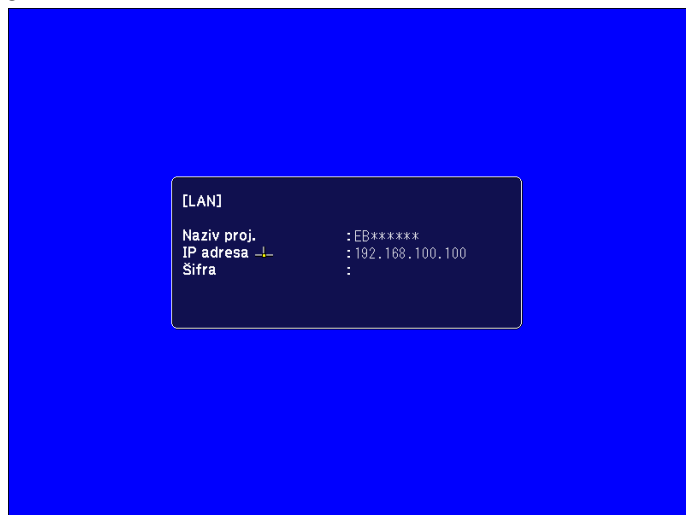 [LAN]
Naziv proj. :EB******
IP adresa :192.168.100.100
Šifra :